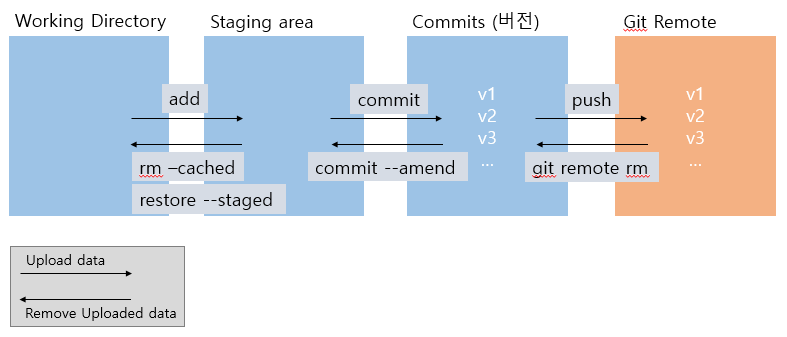 Working Directory
Staging area
Commits (버전)
Git Remote
add
commit
push
v1
v2
v3
...
v1
v2
v3
...
rm –cached
restore --staged
commit --amend
git remote rm
Upload data
Remove Uploaded data